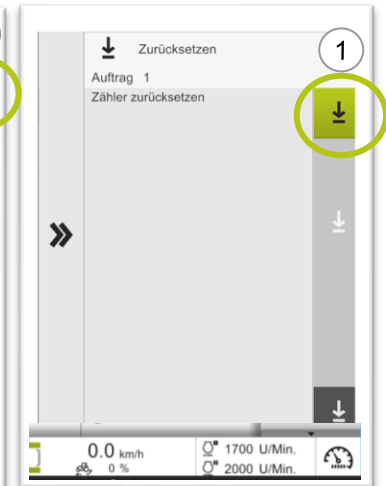 Zurücksetzen
1
Auftrag 1
Zähler zurücksetzen
0.0 km/h
0 %
1700 U/Min.
2000 U/Min.